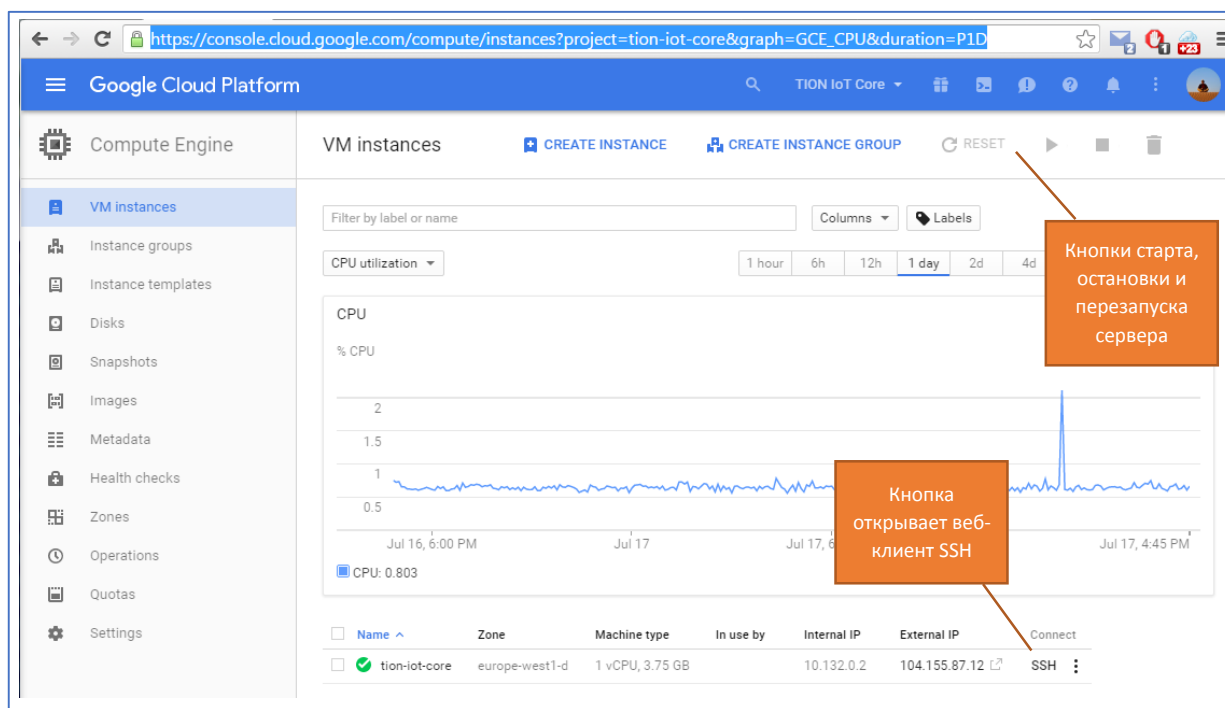 https://console.cloud.google.com/compute/instances?project=tion-iot-core&graph=GCE_CPU&duration=P1D
2 1 +23
Google Cloud Platform TION IoT Core
Compute Engine VM instances CREATE INSTANCE CREATE INSTANCE GROUP RESET
VM instances
Instance groups
Instance templates
Disks
Snapshots
Images
Metadata
Health checks
Zones
Operations
Quotas
Settings
Filter by label or name Columns Labels
CPU utilization 1 hour 6h 12h 1 day 2d 4d
Кнопки старта,
остановки и
перезапуска
сервера
CPU
% CPU
2
1.5
1
0.5
Кнопка
открывает веб-
клиент SSH
Jul 16, 6:00 PM Jul 17 Jul 17, 6 Jul 17, 4:45 PM
CPU: 0.803
Name Zone Machine type In use by Internal IP External IP Connect
tion-iot-core europe-west1-d 1 vCPU, 3.75 GB 10.132.0.2 104.155.87.12 SSH